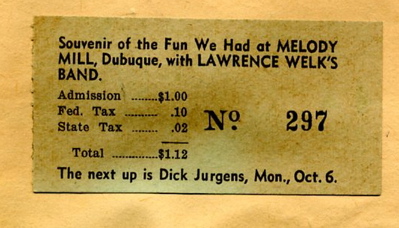 Souvenir of the Fun We Had at MELODY
MILL, Dubuque, with LAWRENCE WELK'S
BAND.
Admission ........$1.00
Fed. Tax ........ .10
State Tax ........ .02
Nº 297
Total ..............$1.12
The next up is Dick Jurgens, Mon., Oct. 6.